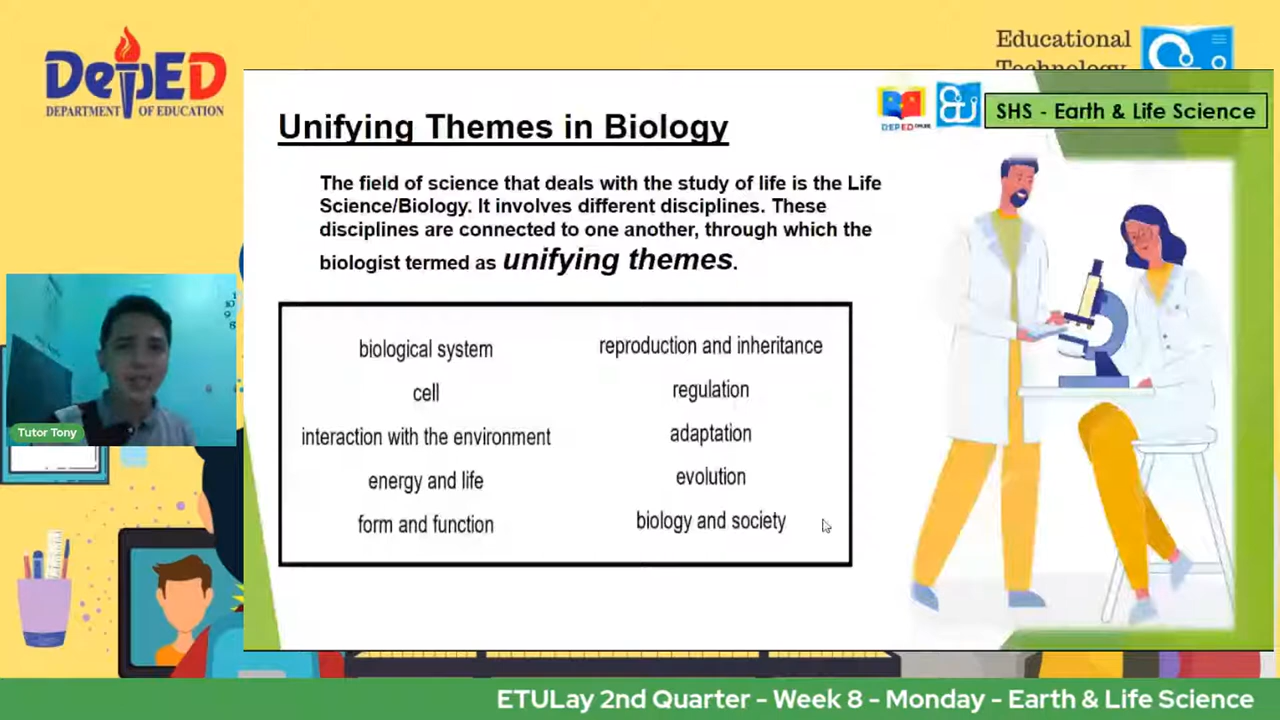 DepED
DEPARTMENT OF EDUCATION
Educational
Technology
DEPED
SHS - Earth & Life Science
Unifying Themes in Biology
The field of science that deals with the study of life is the Life
Science/Biology. It involves different disciplines. These
disciplines are connected to one another, through which the
biologist termed as unifying themes.
biological system
cell
interaction with the environment
energy and life
form and function
reproduction and inheritance
regulation
adaptation
evolution
biology and society
Tutor Tony
ETULay 2nd Quarter - Week 8 - Monday - Earth & Life Science